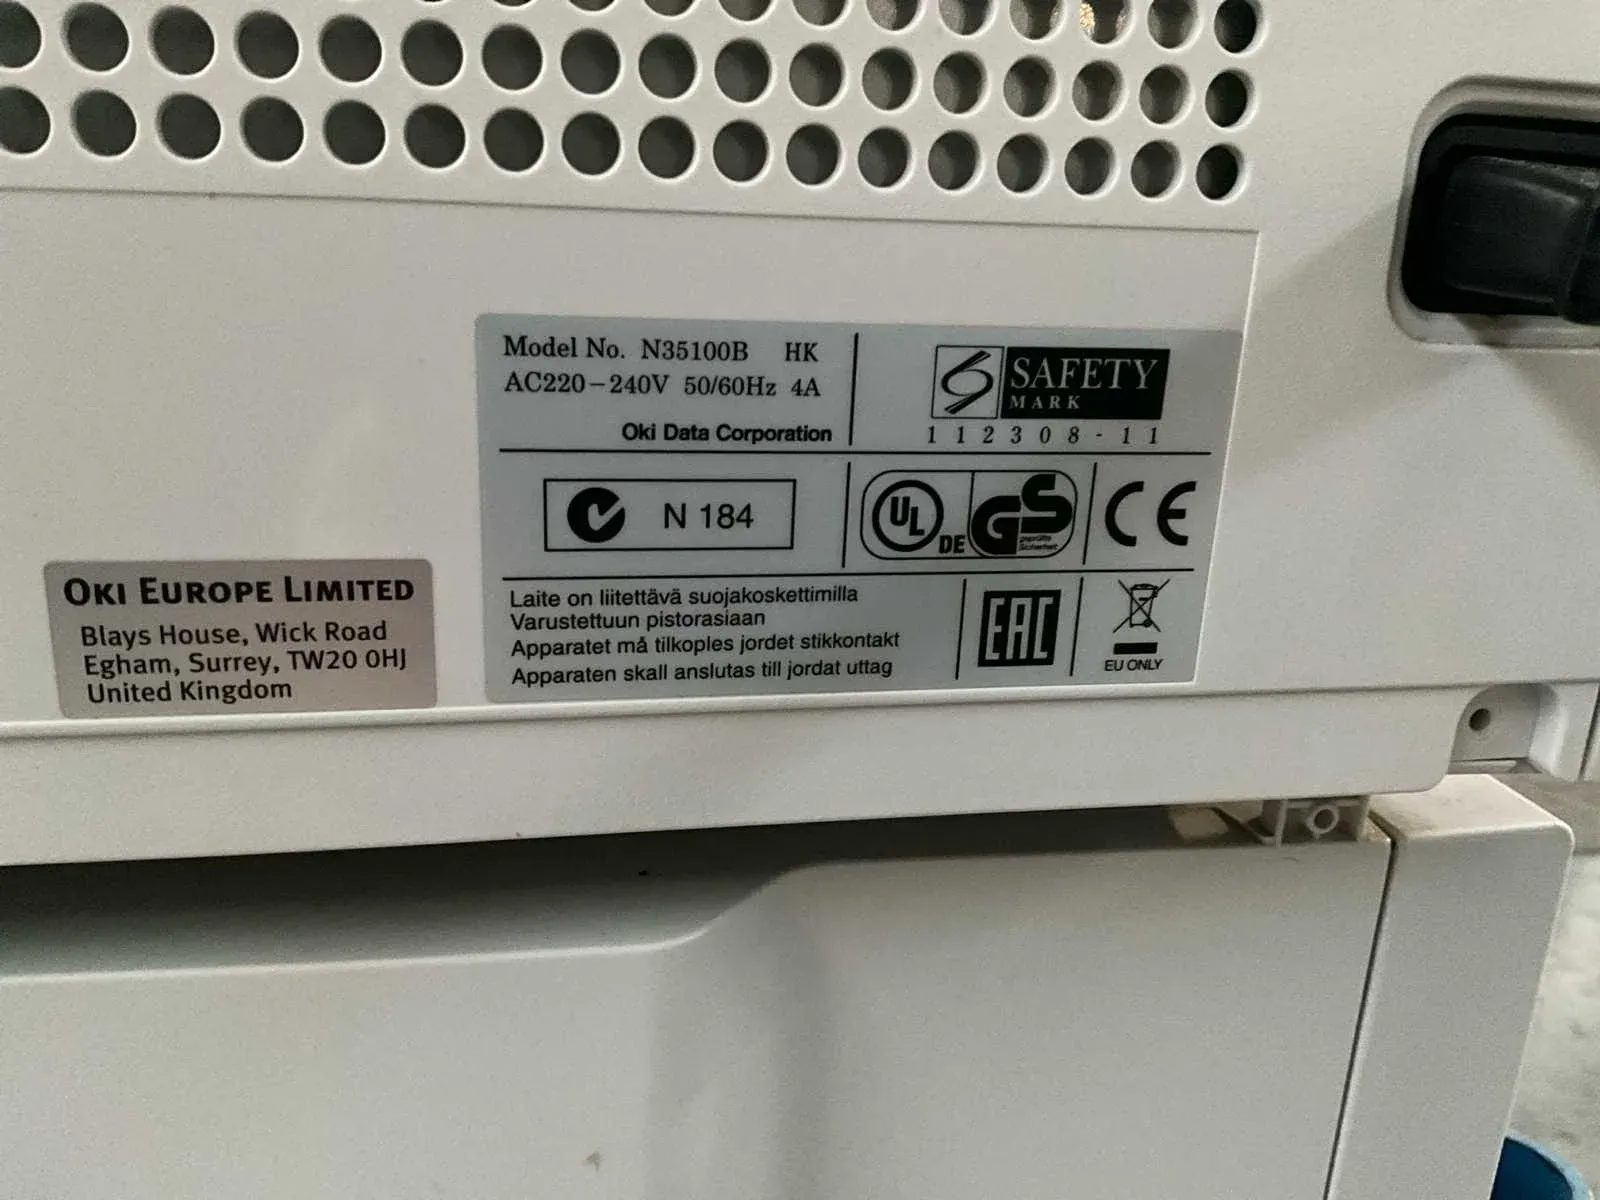 Model No. N35100B HK
AC220-240V 50/60Hz 4A
Oki Data Corporation
SAFETY
MARK
112308-11
N 184
UL
DE
GS
geprüfte
Sicherheit
CE
Laite on liitettävä suojakoskettimilla
Varustettuun pistorasiaan
Apparatet må tilkoples jordet stikkontakt
Apparaten skall anslutas till jordat uttag
EAC
EU ONLY
OKI EUROPE LIMITED
Blays House, Wick Road
Egham, Surrey, TW20 0HJ
United Kingdom